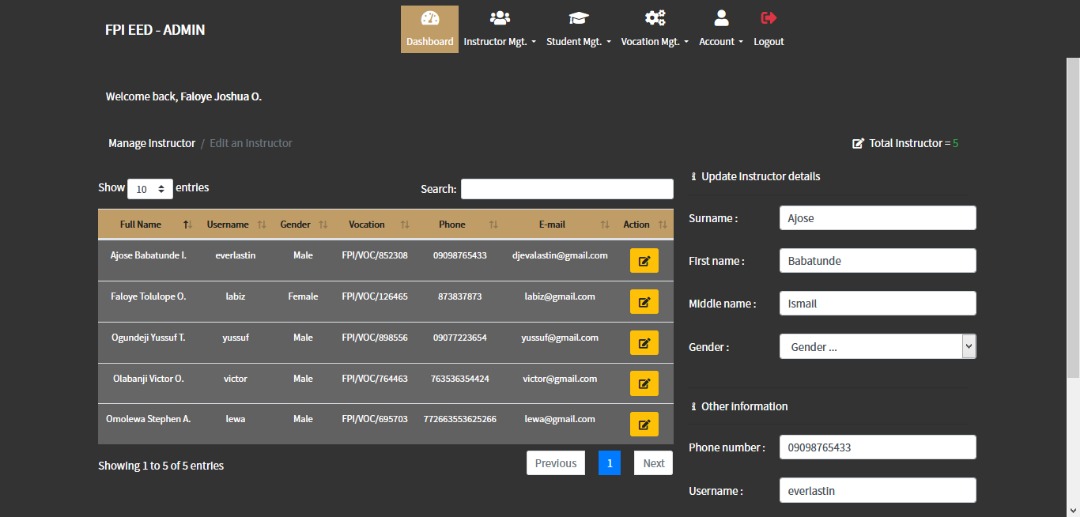 FPI EED - ADMIN
Dashboard
Instructor Mgt.
Student Mgt.
Vocation Mgt.
Account
Logout
Welcome back, Faloye Joshua O.
Manage Instructor / Edit an Instructor
Total Instructor = 5
Show 10 entries
Search:
Full Name Username Gender Vocation Phone E-mail Action
Ajose Babatunde I. everlastin Male FPI/VOC/852308 09098765433 djevalastin@gmail.com
Faloye Tolulope O. labiz Female FPI/VOC/126465 873837873 labiz@gmail.com
Ogundeji Yussuf T. yussuf Male FPI/VOC/898556 09077223654 yussuf@gmail.com
Olabanji Victor O. victor Male FPI/VOC/764463 763536354424 victor@gmail.com
Omolewa Stephen A. lewa Male FPI/VOC/695703 772663553625266 lewa@gmail.com
Showing 1 to 5 of 5 entries
Previous 1 Next
Update Instructor details
Surname : Ajose
First name : Babatunde
Middle name : Ismail
Gender : Gender ...
Other Information
Phone number : 09098765433
Username : everlastin